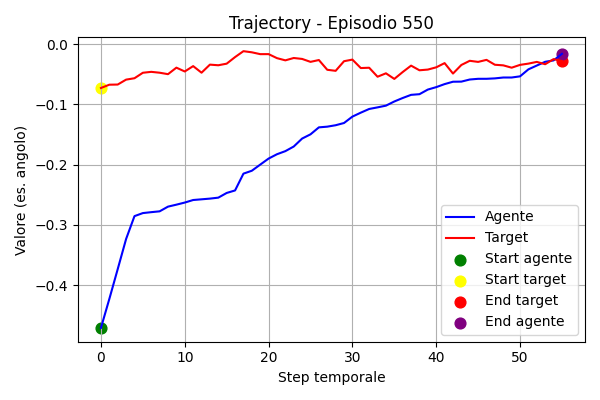 Trajectory - Episodio 550
Valore (es. angolo)
0.0
−0.1
−0.2
−0.3
−0.4
0
10
20
30
40
50
Step temporale
Agente
Target
Start agente
Start target
End target
End agente